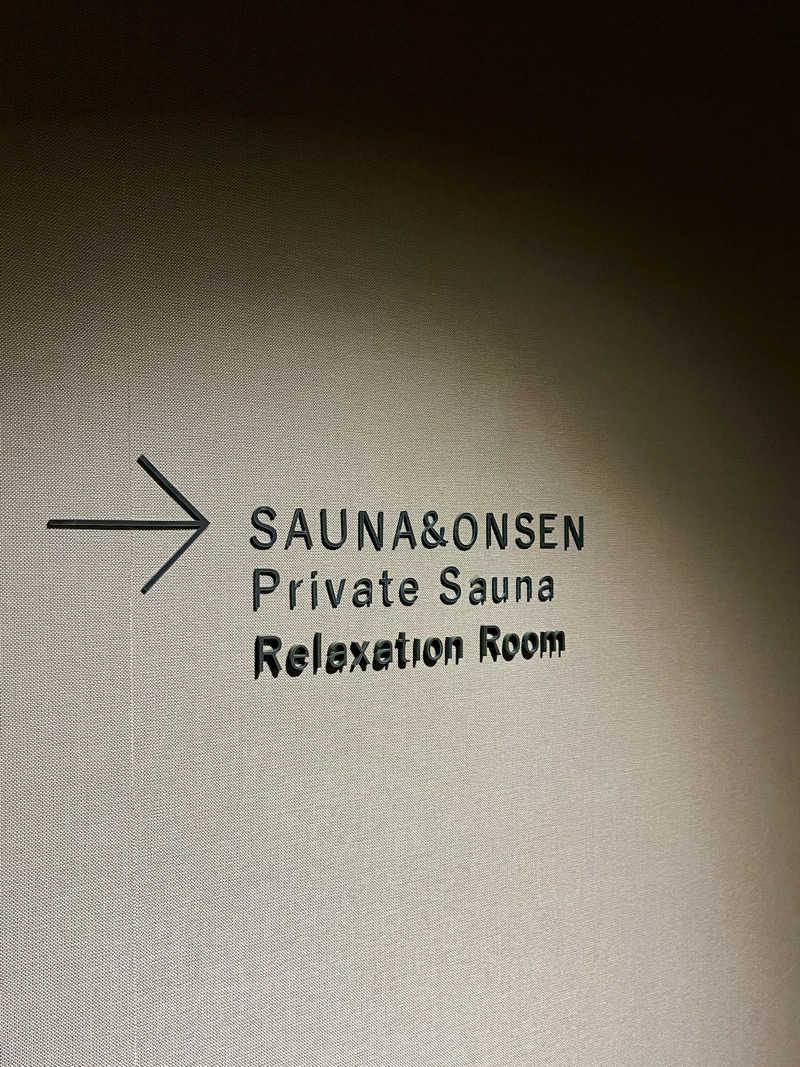 SAUNA&ONSEN
Private Sauna
Relaxation Room